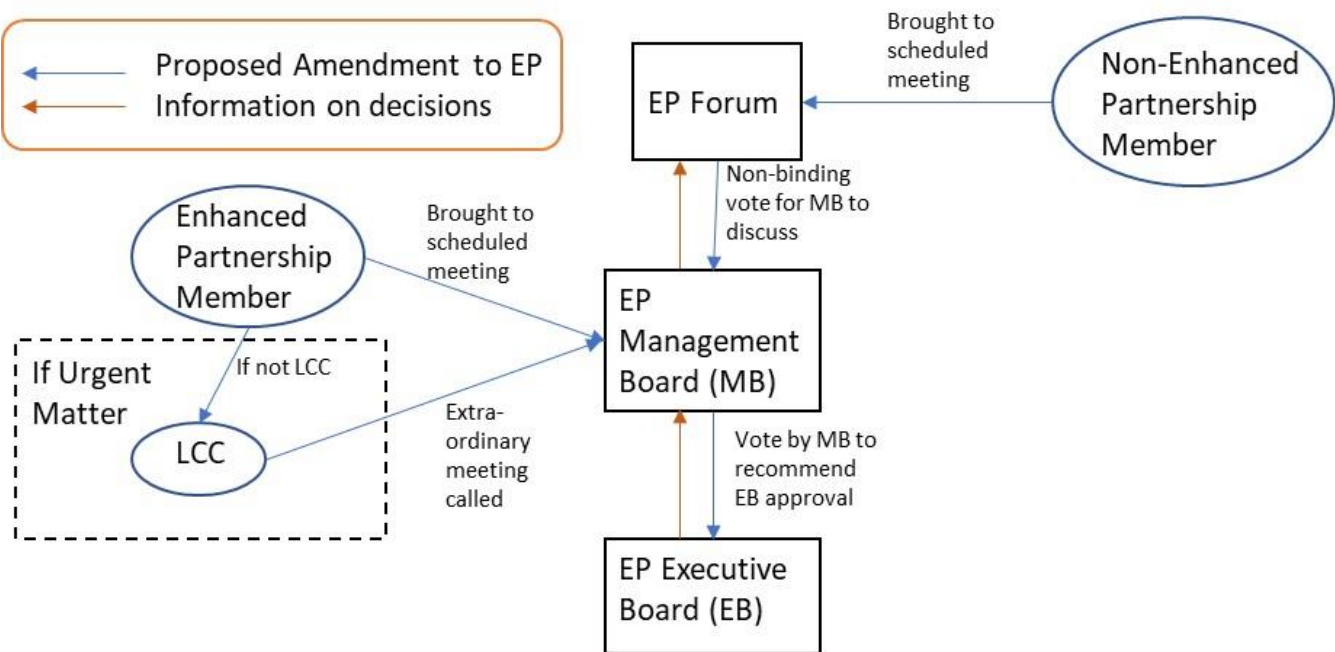 Proposed Amendment to EP
Information on decisions
EP Forum
Brought to
scheduled
meeting
Non-Enhanced
Partnership
Member
Non-binding
vote for MB to
discuss
Enhanced
Partnership
Member
Brought to
scheduled
meeting
EP
Management
Board (MB)
If Urgent
Matter
If not LCC
LCC
Extra-
ordinary
meeting
called
Vote by MB to
recommend
EB approval
EP Executive
Board (EB)